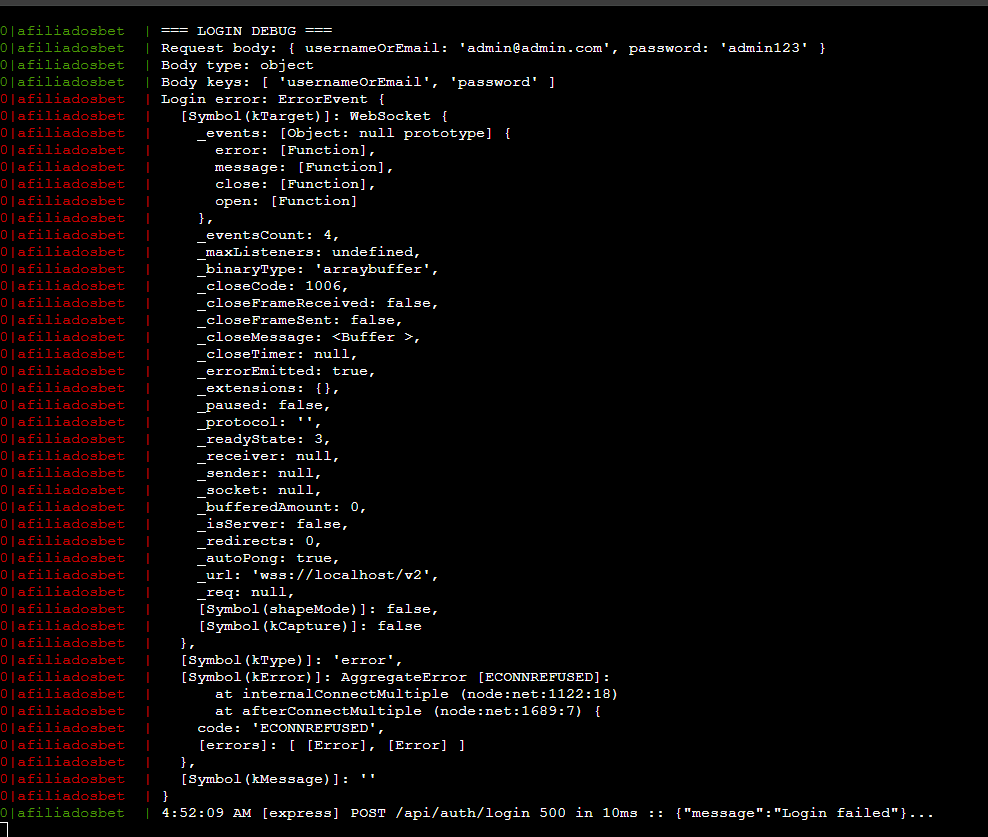 0|afiliadosbet  | === LOGIN DEBUG ===
0|afiliadosbet  | Request body: { usernameOrEmail: 'admin@admin.com', password: 'admin123' }
0|afiliadosbet  | Body type: object
0|afiliadosbet  | Body keys: [ 'usernameOrEmail', 'password' ]
0|afiliadosbet  | Login error: ErrorEvent {
0|afiliadosbet  |   [Symbol(kTarget)]: WebSocket {
0|afiliadosbet  |     _events: [Object: null prototype] {
0|afiliadosbet  |       error: [Function],
0|afiliadosbet  |       message: [Function],
0|afiliadosbet  |       close: [Function],
0|afiliadosbet  |       open: [Function]
0|afiliadosbet  |     },
0|afiliadosbet  |     _eventsCount: 4,
0|afiliadosbet  |     _maxListeners: undefined,
0|afiliadosbet  |     _binaryType: 'arraybuffer',
0|afiliadosbet  |     _closeCode: 1006,
0|afiliadosbet  |     _closeFrameReceived: false,
0|afiliadosbet  |     _closeFrameSent: false,
0|afiliadosbet  |     _closeMessage: <Buffer >,
0|afiliadosbet  |     _closeTimer: null,
0|afiliadosbet  |     _errorEmitted: true,
0|afiliadosbet  |     _extensions: {},
0|afiliadosbet  |     _paused: false,
0|afiliadosbet  |     _protocol: '',
0|afiliadosbet  |     _readyState: 3,
0|afiliadosbet  |     _receiver: null,
0|afiliadosbet  |     _sender: null,
0|afiliadosbet  |     _socket: null,
0|afiliadosbet  |     _bufferedAmount: 0,
0|afiliadosbet  |     _isServer: false,
0|afiliadosbet  |     _redirects: 0,
0|afiliadosbet  |     _autoPong: true,
0|afiliadosbet  |     _url: 'wss://localhost/v2',
0|afiliadosbet  |     _req: null,
0|afiliadosbet  |     [Symbol(shapeMode)]: false,
0|afiliadosbet  |     [Symbol(kCapture)]: false
0|afiliadosbet  |   },
0|afiliadosbet  |   [Symbol(kType)]: 'error',
0|afiliadosbet  |   [Symbol(kError)]: AggregateError [ECONNREFUSED]:
0|afiliadosbet  |       at internalConnectMultiple (node:net:1122:18)
0|afiliadosbet  |       at afterConnectMultiple (node:net:1689:7) {
0|afiliadosbet  |     code: 'ECONNREFUSED',
0|afiliadosbet  |     [errors]: [ [Error], [Error] ]
0|afiliadosbet  |   },
0|afiliadosbet  |   [Symbol(kMessage)]: ''
0|afiliadosbet  | }
0|afiliadosbet  | 4:52:09 AM [express] POST /api/auth/login 500 in 10ms :: {"message":"Login failed"}...